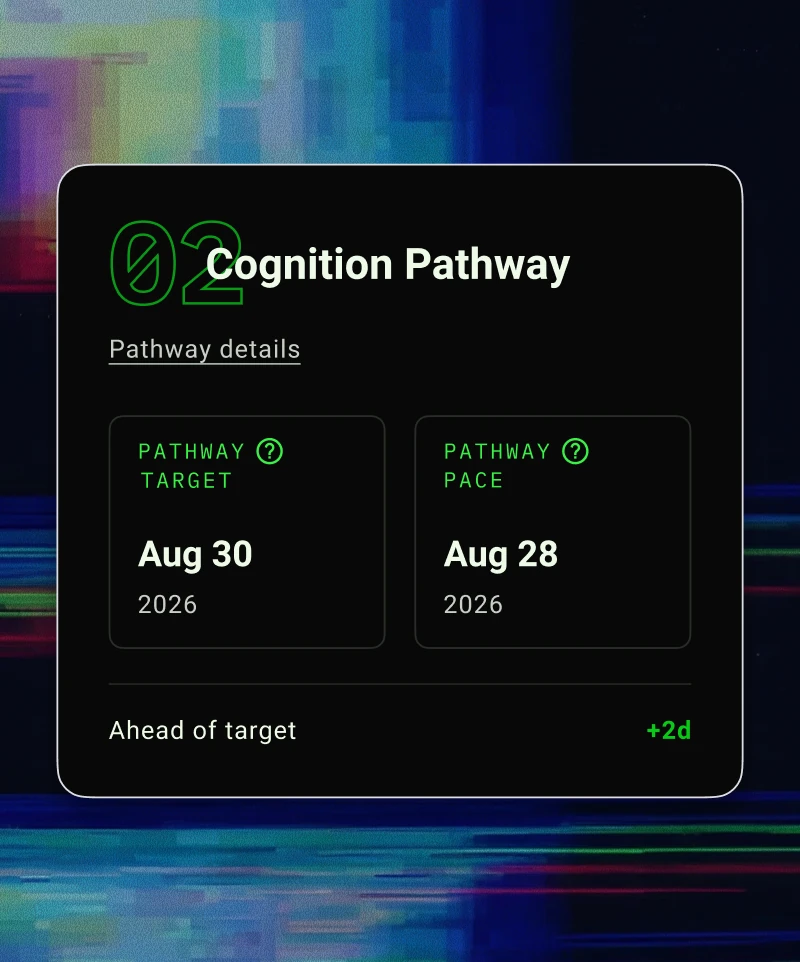 02 Cognition Pathway
Pathway details
PATHWAY ?
TARGET
Aug 30
2026
PATHWAY ?
PACE
Aug 28
2026
Ahead of target +2d